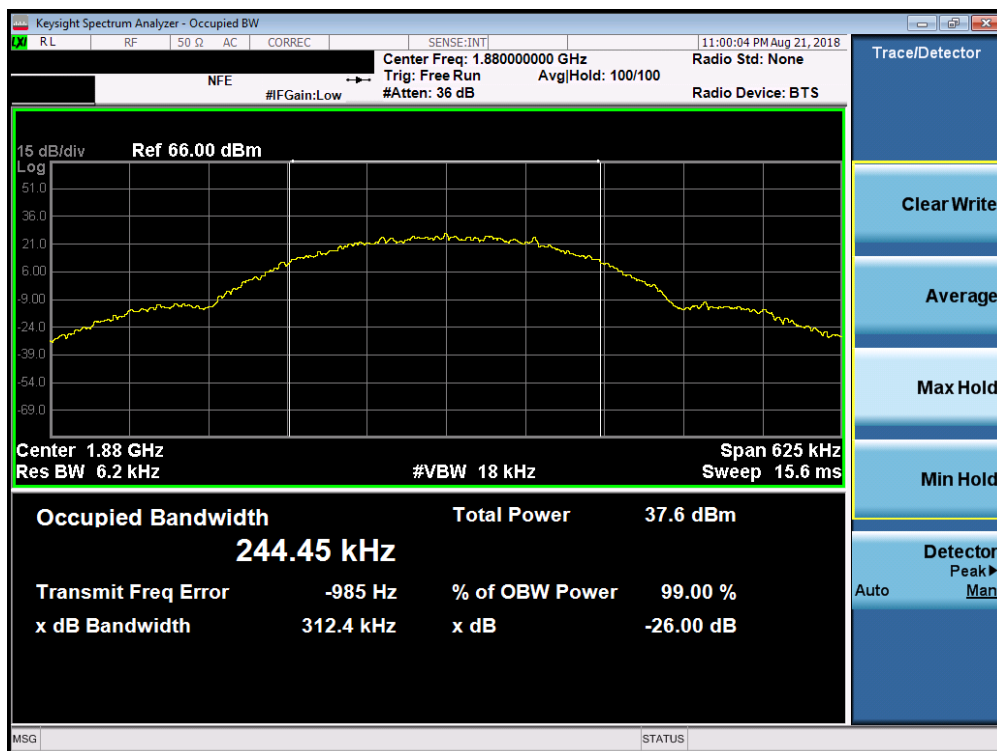 Keysight Spectrum Analyzer - Occupied BW
LXI RL RF 50 Ω AC CORREC SENSE:INT 11:00:04 PM Aug 21, 2018
Center Freq: 1.880000000 GHz Radio Std: None
NFE Trig: Free Run Avg|Hold: 100/100
#IFGain:Low #Atten: 36 dB Radio Device: BTS
15 dB/div Ref 66.00 dBm
Log
51.0
36.0
21.0
6.00
-9.00
-24.0
-39.0
-54.0
-69.0
Center 1.88 GHz Span 625 kHz
Res BW 6.2 kHz #VBW 18 kHz Sweep 15.6 ms
Occupied Bandwidth Total Power 37.6 dBm
244.45 kHz
Transmit Freq Error -985 Hz % of OBW Power 99.00 %
x dB Bandwidth 312.4 kHz x dB -26.00 dB
MSG STATUS
Trace/Detector
Clear Write
Average
Max Hold
Min Hold
Detector
Peak▶
Auto Man